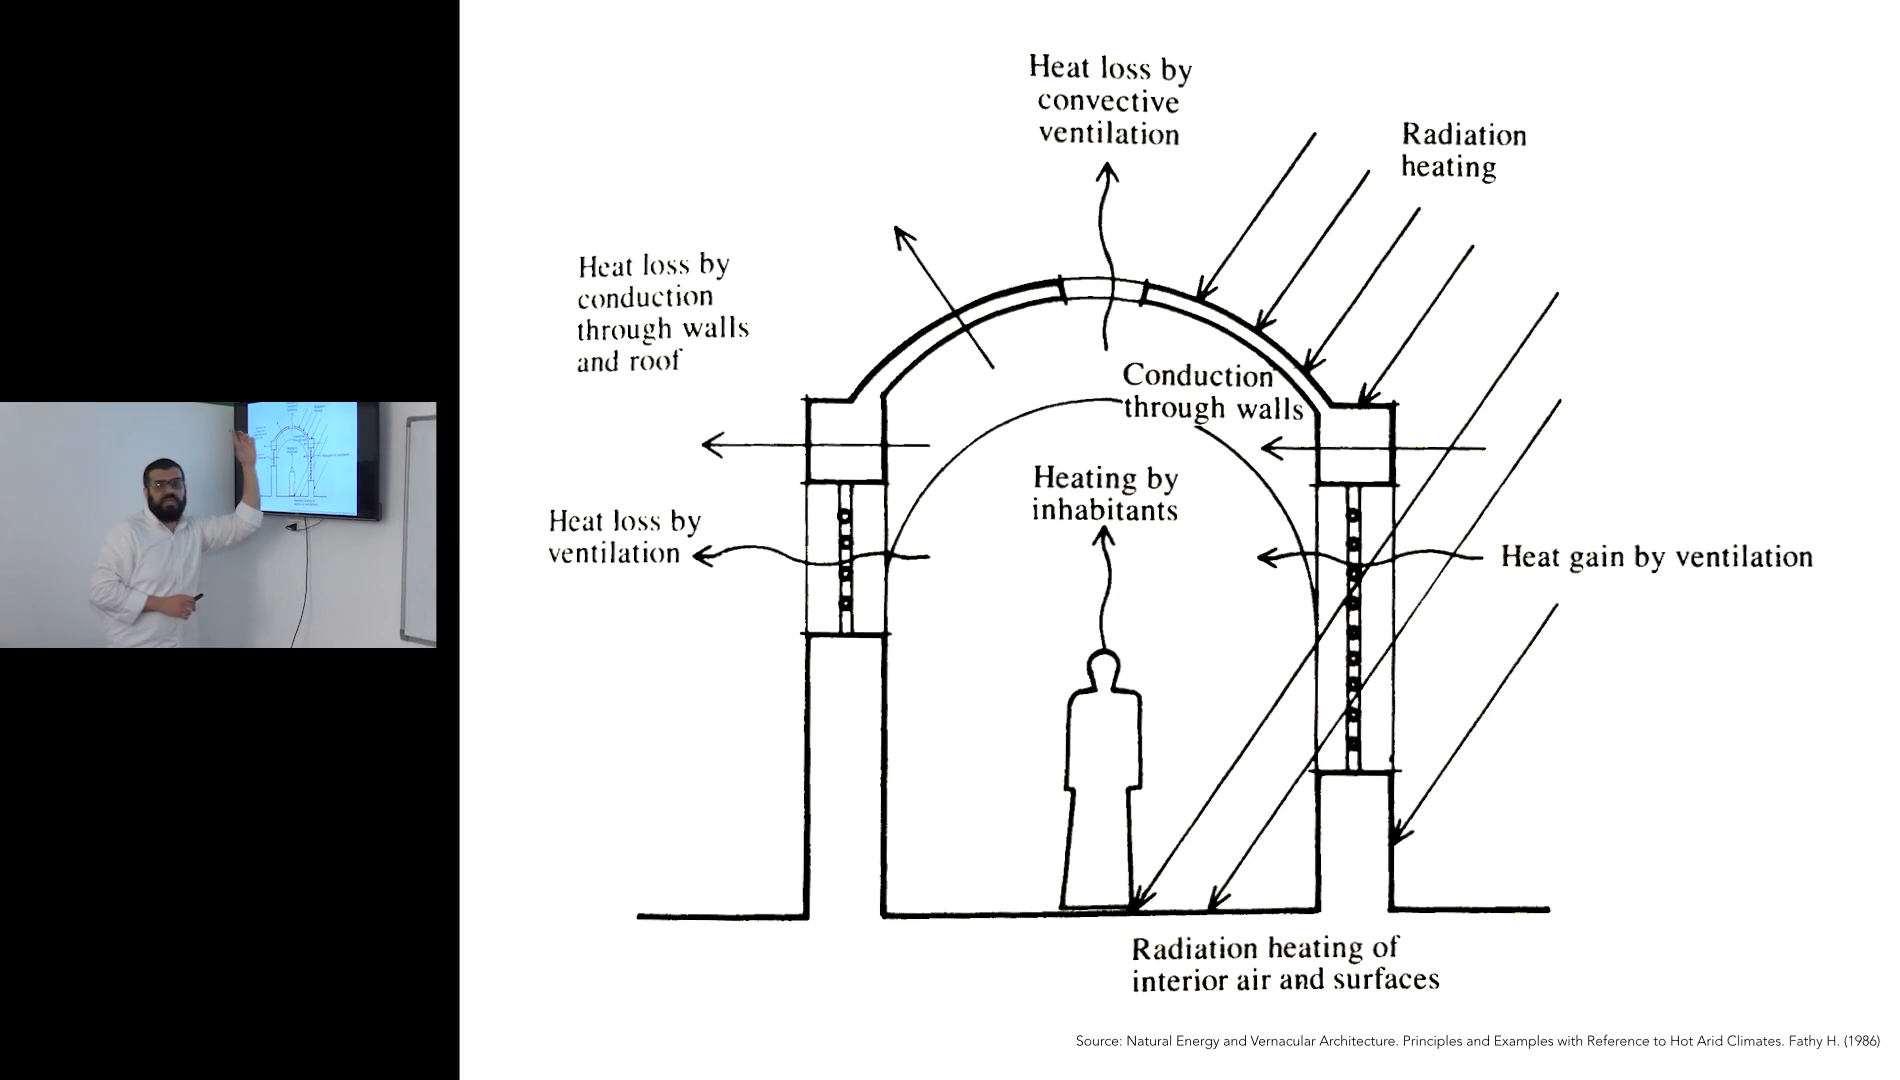 Heat loss by
convective
ventilation
Radiation
heating
Heat loss by
conduction
through walls
and roof
Conduction
through walls
Heating by
inhabitants
Heat loss by
ventilation
Heat gain by ventilation
Radiation heating of
interior air and surfaces
Source: Natural Energy and Vernacular Architecture. Principles and Examples with Reference to Hot Arid Climates. Fathy H. (1986)